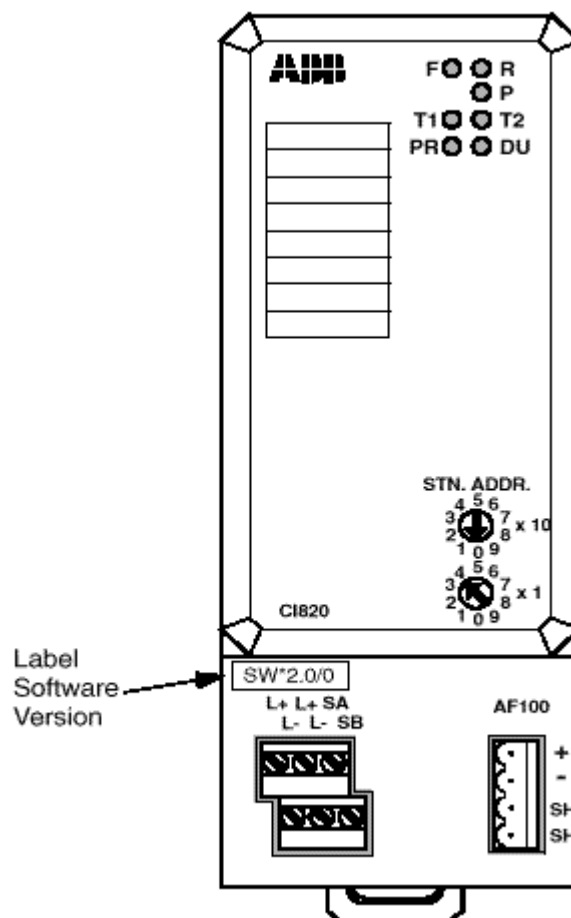 ABB
F R
P
T1 T2
PR DU
STN. ADDR.
4 5 6
3 7
2 8 x 10
1 0 9
4 5 6
3 7
2 8 x 1
1 0 9
CI820
Label
Software
Version
SW*2.0/0
L+ L+ SA
L- L- SB
AF100
+
-
SH
SH